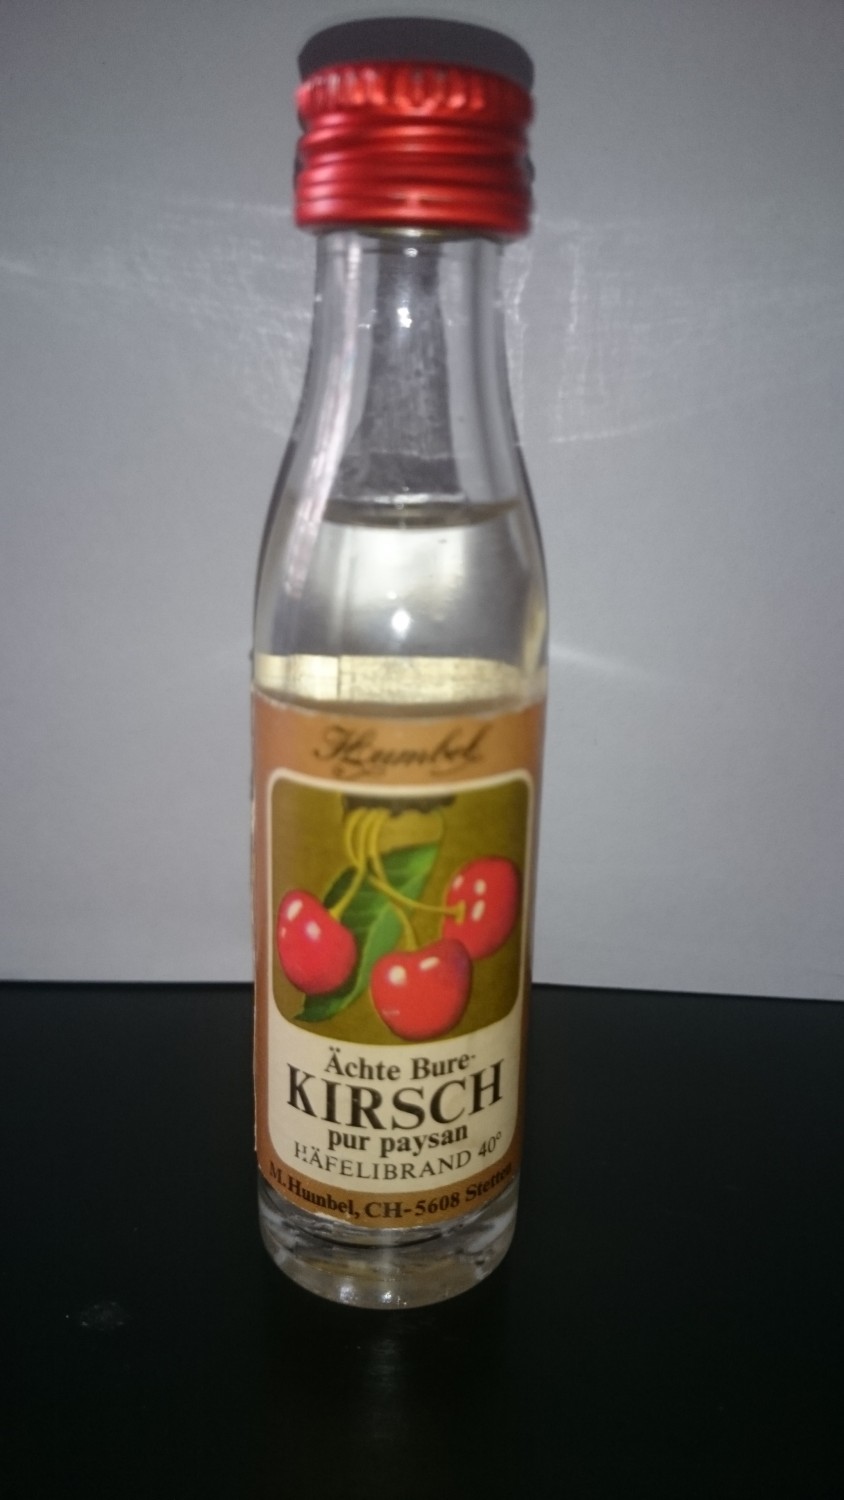 Humbel
Ächte Bure-
KIRSCH
pur paysan
HÄFELIBRAND 40°
M. Humbel, CH-5608 Stetten